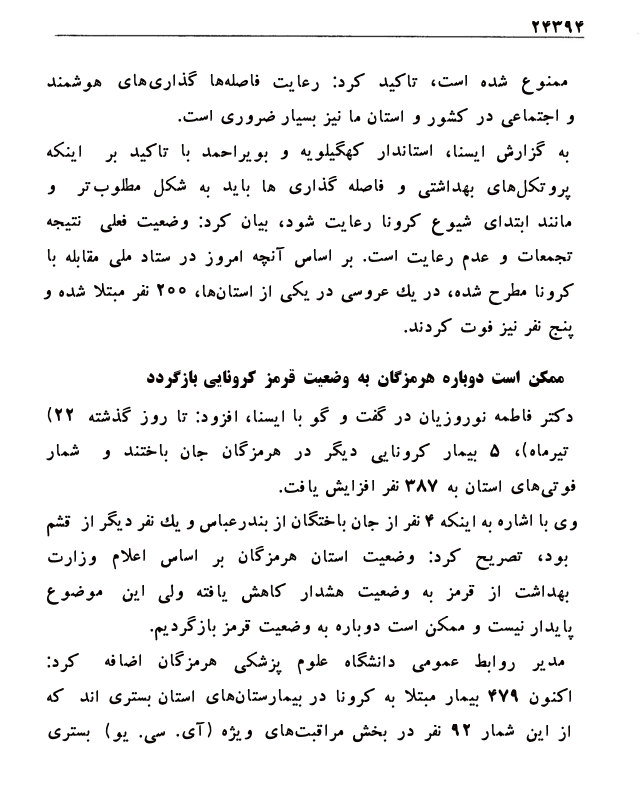 ۲۴۳۹۴
ممنوع شده است، تاکید کرد: رعایت فاصله‌ها گذاری‌های هوشمند
و اجتماعی در کشور و استان ما نیز بسیار ضروری است.
به گزارش ایسنا، استاندار کهگیلویه و بویراحمد با تاکید بر اینکه
پروتکل‌های بهداشتی و فاصله گذاری ها باید به شکل مطلوب‌تر و
مانند ابتدای شیوع کرونا رعایت شود، بیان کرد: وضعیت فعلی نتیجه
تجمعات و عدم رعایت است. بر اساس آنچه امروز در ستاد ملی مقابله با
کرونا مطرح شده، در یك عروسی در یکی از استان‌ها، ۲۰۰ نفر مبتلا شده و
پنج نفر نیز فوت کردند.
ممکن است دوباره هرمزگان به وضعیت قرمز کرونایی بازگردد
دکتر فاطمه نوروزیان در گفت و گو با ایسنا، افزود: تا روز گذشته ۲۲)
تیرماه)، ۵ بیمار کرونایی دیگر در هرمزگان جان باختند و شمار
فوتی‌های استان به ۳۸۷ نفر افزایش یافت.
وی با اشاره به اینکه ۴ نفر از جان باختگان از بندرعباس و یك نفر دیگر از قشم
بود، تصریح کرد: وضعیت استان هرمزگان بر اساس اعلام وزارت
بهداشت از قرمز به وضعیت هشدار کاهش یافته ولی این موضوع
پایدار نیست و ممکن است دوباره به وضعیت قرمز بازگردیم.
مدیر روابط عمومی دانشگاه علوم پزشکی هرمزگان اضافه کرد:
اکنون ۴۷۹ بیمار مبتلا به کرونا در بیمارستان‌های استان بستری اند که
از این شمار ۹۲ نفر در بخش مراقبت‌های ویژه (آی. سی. یو) بستری